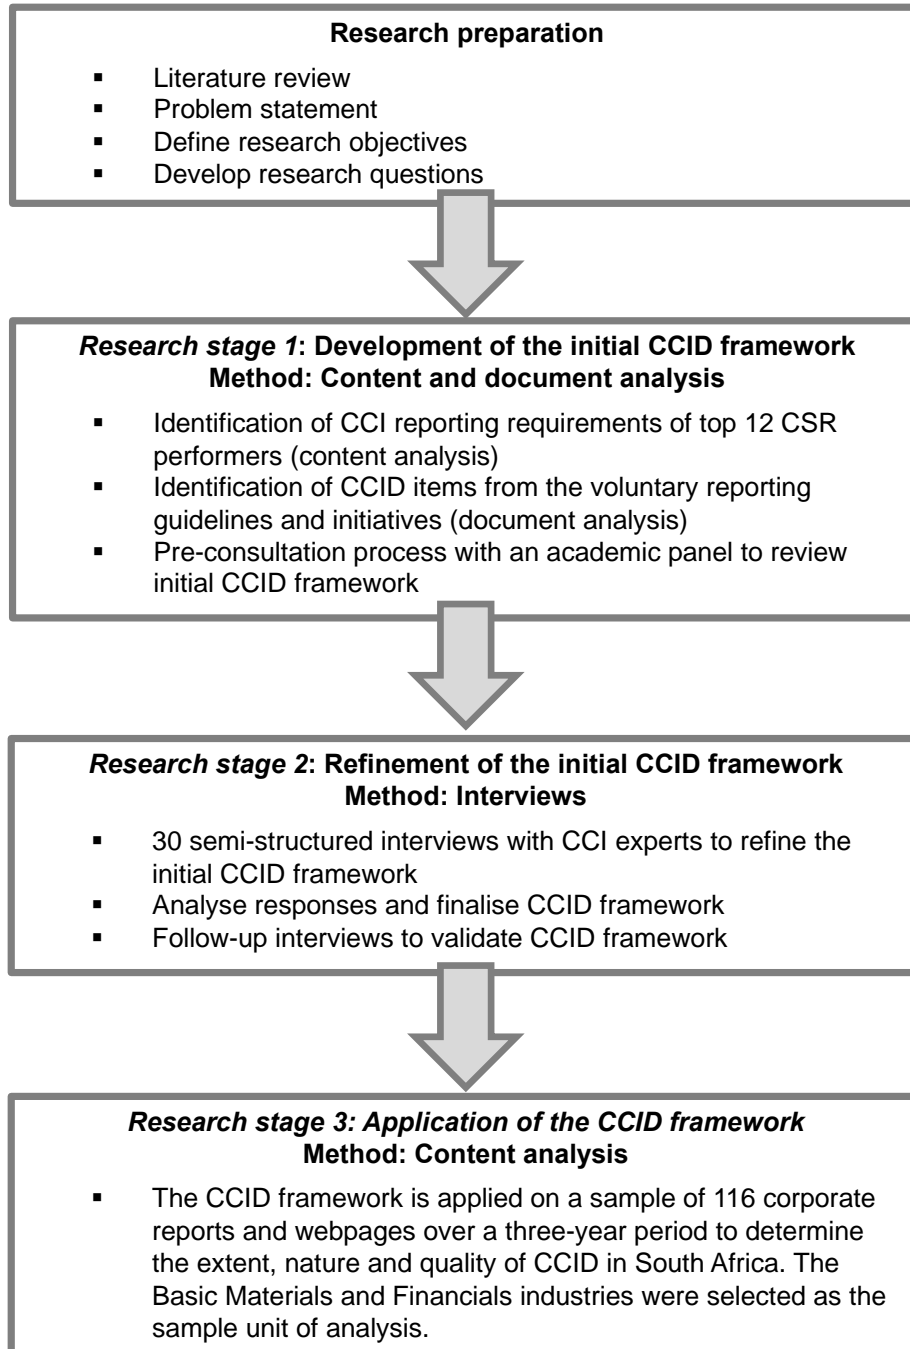 Research preparation
▪ Literature review
▪ Problem statement
▪ Define research objectives
▪ Develop research questions
Research stage 1: Development of the initial CCID framework
Method: Content and document analysis
▪ Identification of CCI reporting requirements of top 12 CSR
performers (content analysis)
▪ Identification of CCID items from the voluntary reporting
guidelines and initiatives (document analysis)
▪ Pre-consultation process with an academic panel to review
initial CCID framework
Research stage 2: Refinement of the initial CCID framework
Method: Interviews
▪ 30 semi-structured interviews with CCI experts to refine the
initial CCID framework
▪ Analyse responses and finalise CCID framework
▪ Follow-up interviews to validate CCID framework
Research stage 3: Application of the CCID framework
Method: Content analysis
▪ The CCID framework is applied on a sample of 116 corporate
reports and webpages over a three-year period to determine
the extent, nature and quality of CCID in South Africa. The
Basic Materials and Financials industries were selected as the
sample unit of analysis.